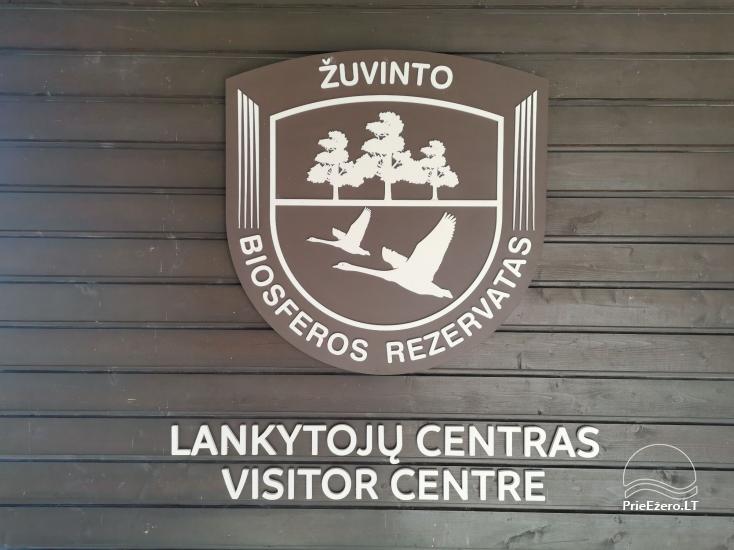 ŽUVINTO
BIOSFEROS REZERVATAS
LANKYTOJŲ CENTRAS
VISITOR CENTRE
PrieEžero.LT